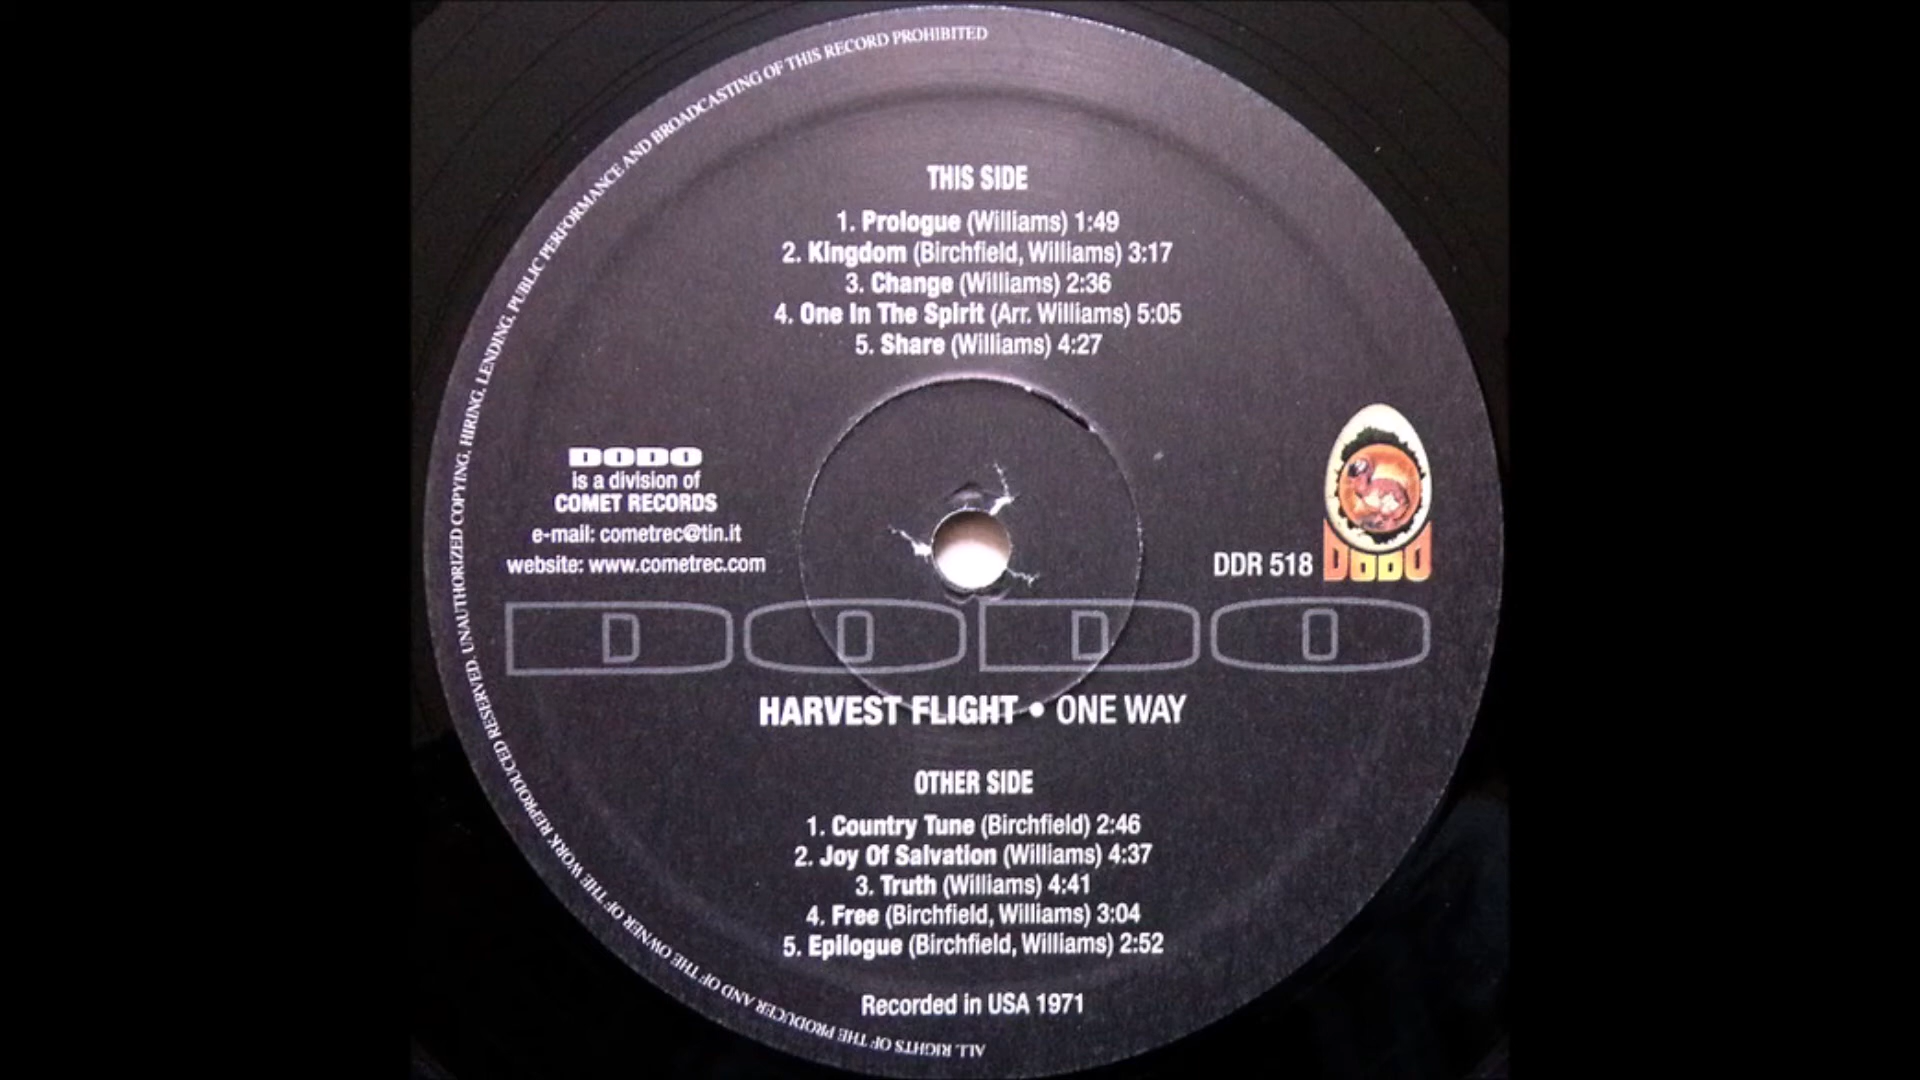 ALL RIGHTS OF THE PRODUCER AND OF THE OWNER OF THE WORK REPRODUCED RESERVED. UNAUTHORIZED COPYING, HIRING, LENDING, PUBLIC PERFORMANCE AND BROADCASTING OF THIS RECORD PROHIBITED
THIS SIDE
1. Prologue (Williams) 1:49
2. Kingdom (Birchfield, Williams) 3:17
3. Change (Williams) 2:36
4. One In The Spirit (Arr. Williams) 5:05
5. Share (Williams) 4:27
DODO
is a division of
COMET RECORDS
e-mail: cometrec@tin.it
website: www.cometrec.com
DDR 518
DODO
DODO
HARVEST FLIGHT • ONE WAY
OTHER SIDE
1. Country Tune (Birchfield) 2:46
2. Joy Of Salvation (Williams) 4:37
3. Truth (Williams) 4:41
4. Free (Birchfield, Williams) 3:04
5. Epilogue (Birchfield, Williams) 2:52
Recorded in USA 1971